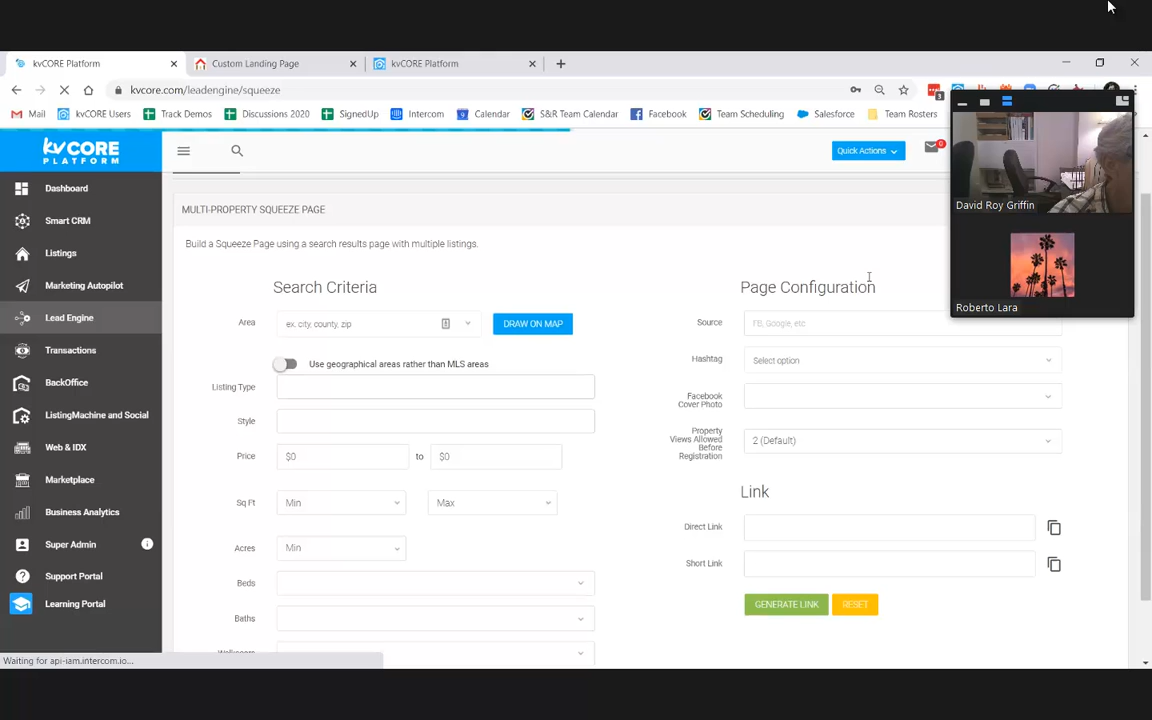 kvCORE Platform
Custom Landing Page
kvCORE Platform
kvcore.com/leadengine/squeeze
3
Mail
kvCORE Users
Track Demos
Discussions 2020
SignedUp
Intercom
Calendar
S&R Team Calendar
Facebook
Team Scheduling
Salesforce
Team Rosters
kvCORE
PLATFORM
Quick Actions
0
David Roy Griffin
Roberto Lara
Dashboard
Smart CRM
Listings
Marketing Autopilot
Lead Engine
Transactions
BackOffice
ListingMachine and Social
Web & IDX
Marketplace
Business Analytics
Super Admin
Support Portal
Learning Portal
MULTI-PROPERTY SQUEEZE PAGE
Build a Squeeze Page using a search results page with multiple listings.
Search Criteria
Area
ex. city, county, zip
DRAW ON MAP
Use geographical areas rather than MLS areas
Listing Type
Style
Price
$0
to
$0
Sq Ft
Min
Max
Acres
Min
Beds
Baths
Page Configuration
Source
FB, Google, etc
Hashtag
Select option
Facebook
Cover Photo
Property
Views Allowed
Before
Registration
2 (Default)
Link
Direct Link
Short Link
GENERATE LINK
RESET
Waiting for api-iam.intercom.io...